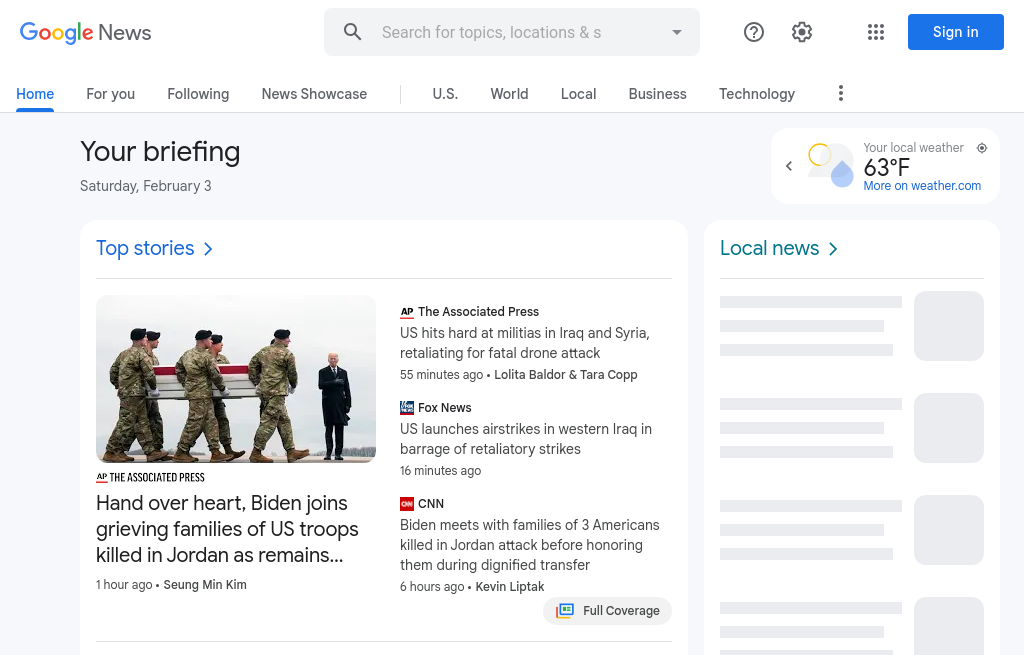 Google News
Search for topics, locations & s
Sign in
Home
For you
Following
News Showcase
U.S.
World
Local
Business
Technology
Your briefing
Saturday, February 3
Your local weather
63°F
More on weather.com
Top stories
THE ASSOCIATED PRESS
Hand over heart, Biden joins
grieving families of US troops
killed in Jordan as remains...
1 hour ago • Seung Min Kim
AP The Associated Press
US hits hard at militias in Iraq and Syria,
retaliating for fatal drone attack
55 minutes ago • Lolita Baldor & Tara Copp
Fox News
US launches airstrikes in western Iraq in
barrage of retaliatory strikes
16 minutes ago
CNN
Biden meets with families of 3 Americans
killed in Jordan attack before honoring
them during dignified transfer
6 hours ago • Kevin Liptak
Full Coverage
Local news